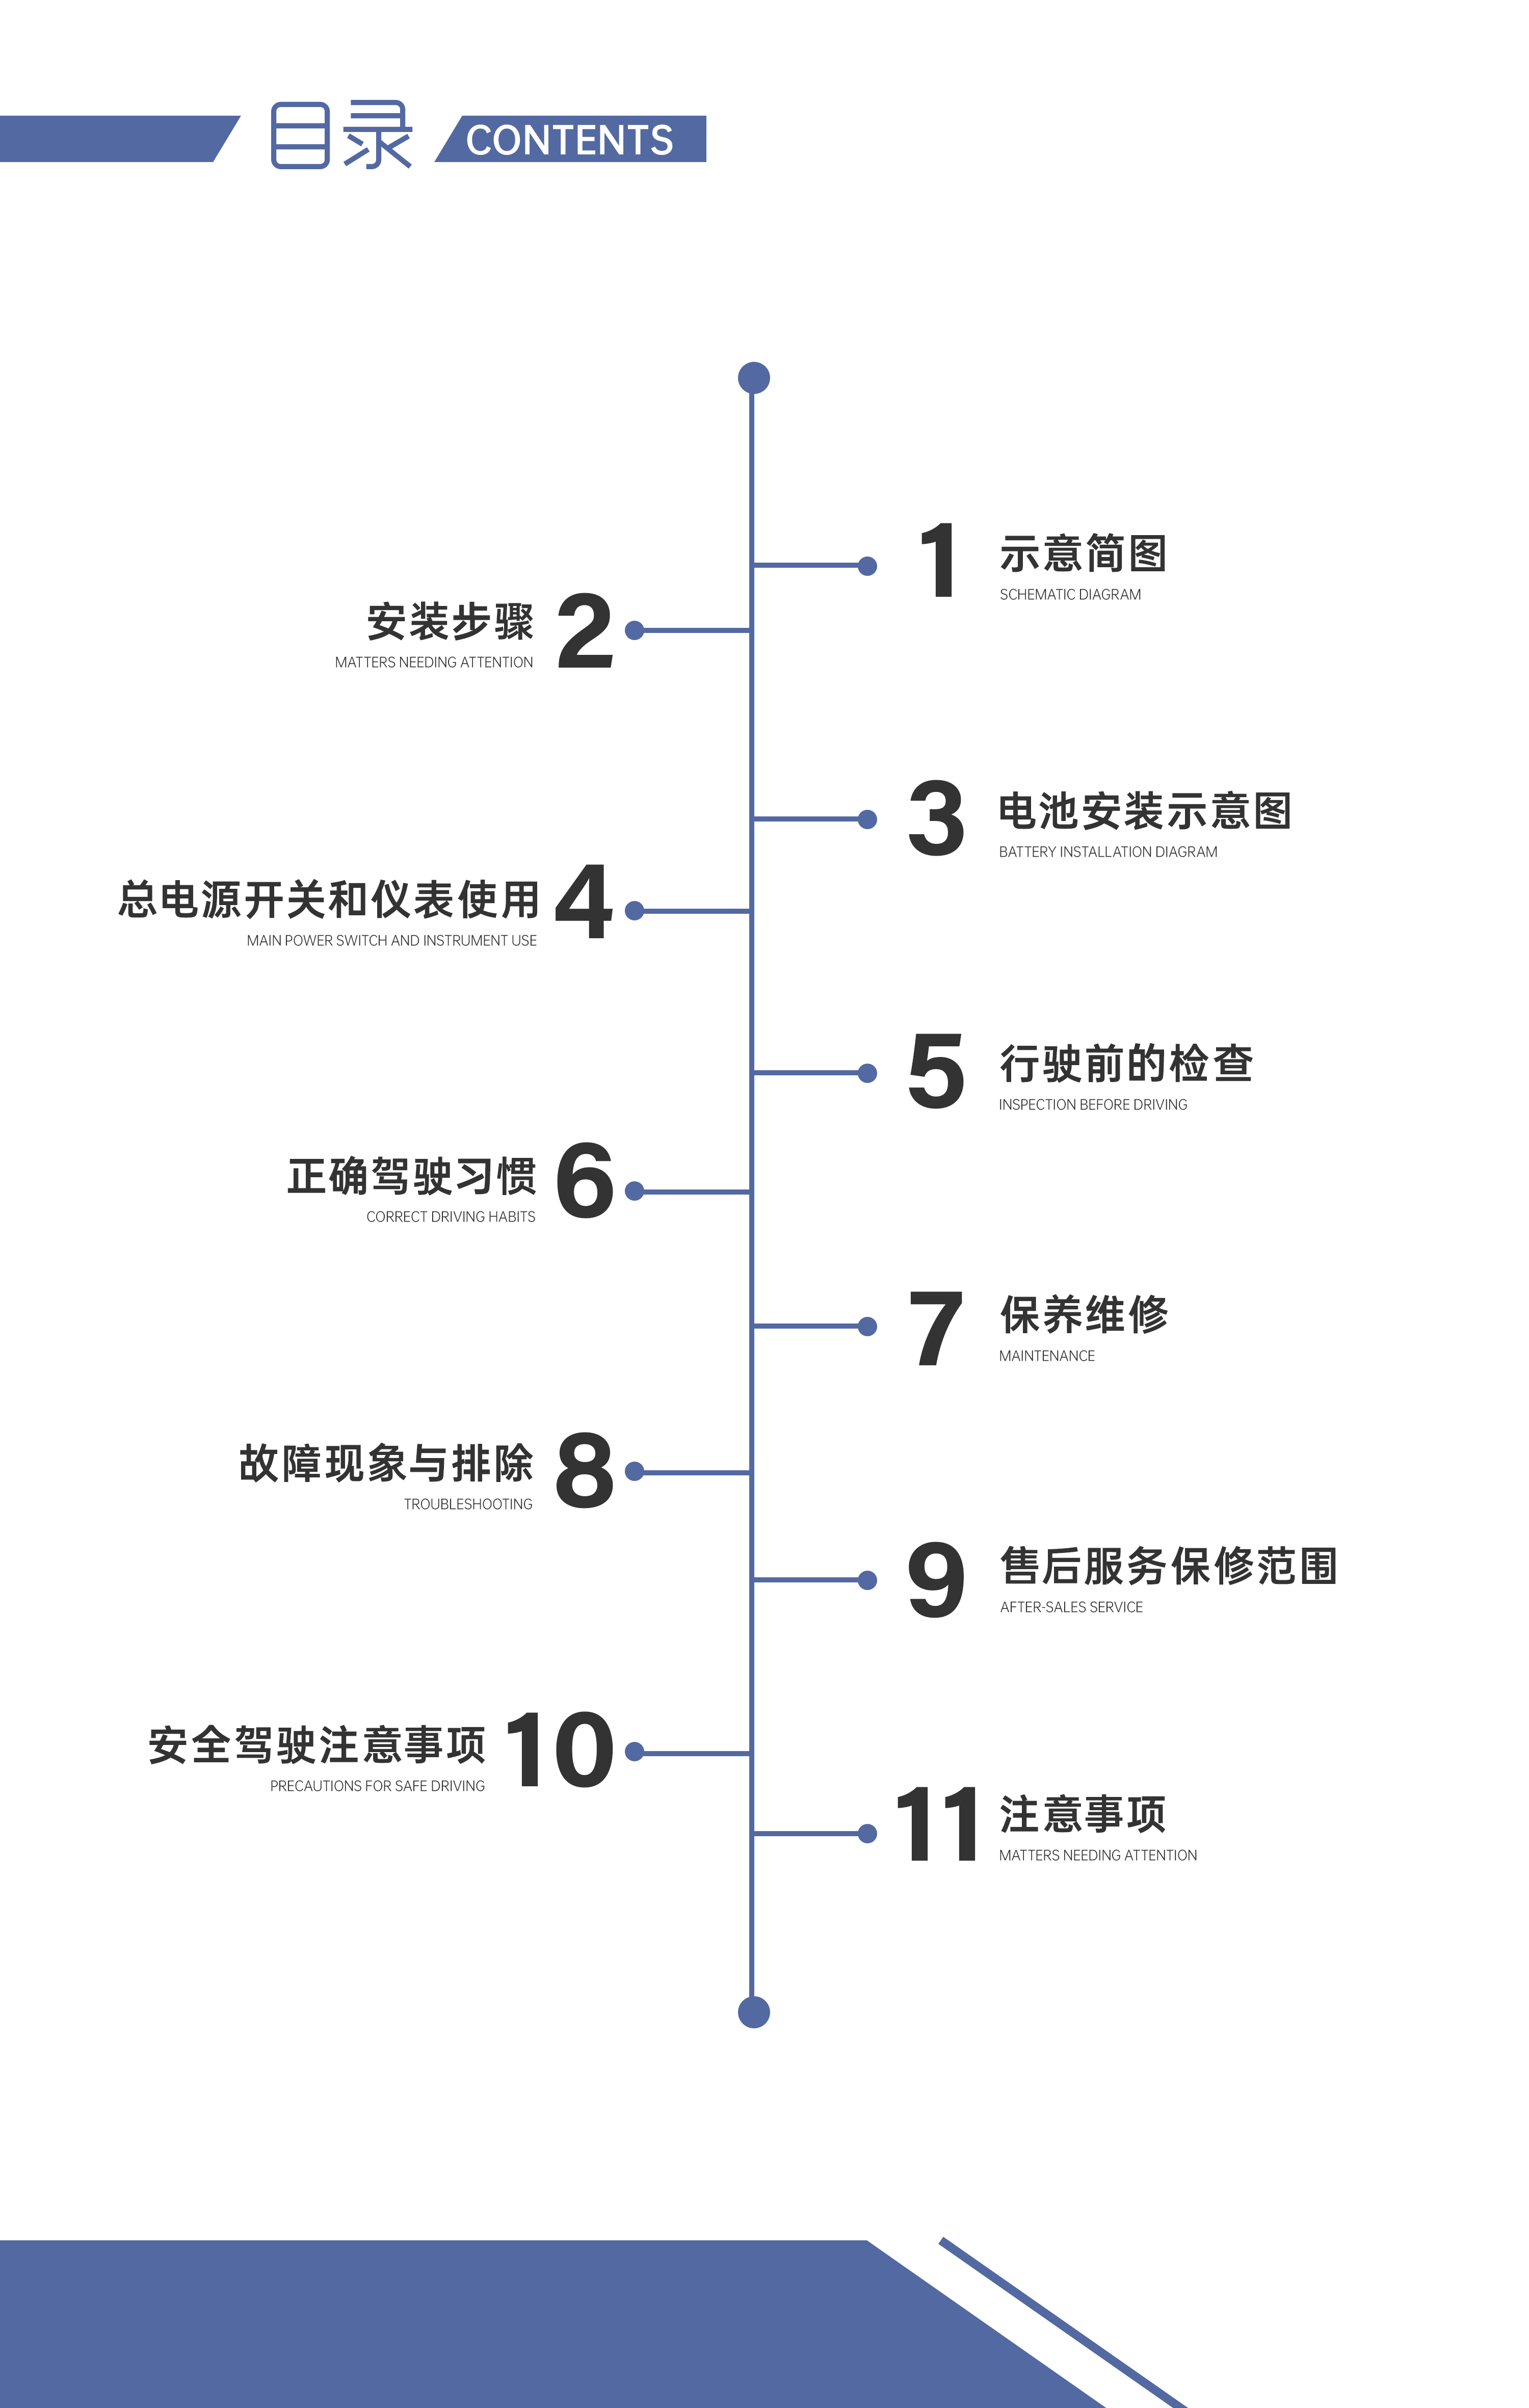 目录 CONTENTS
1 示意简图
SCHEMATIC DIAGRAM
2 安装步骤
MATTERS NEEDING ATTENTION
3 电池安装示意图
BATTERY INSTALLATION DIAGRAM
4 总电源开关和仪表使用
MAIN POWER SWITCH AND INSTRUMENT USE
5 行驶前的检查
INSPECTION BEFORE DRIVING
6 正确驾驶习惯
CORRECT DRIVING HABITS
7 保养维修
MAINTENANCE
8 故障现象与排除
TROUBLESHOOTING
9 售后服务保修范围
AFTER-SALES SERVICE
10 安全驾驶注意事项
PRECAUTIONS FOR SAFE DRIVING
11 注意事项
MATTERS NEEDING ATTENTION